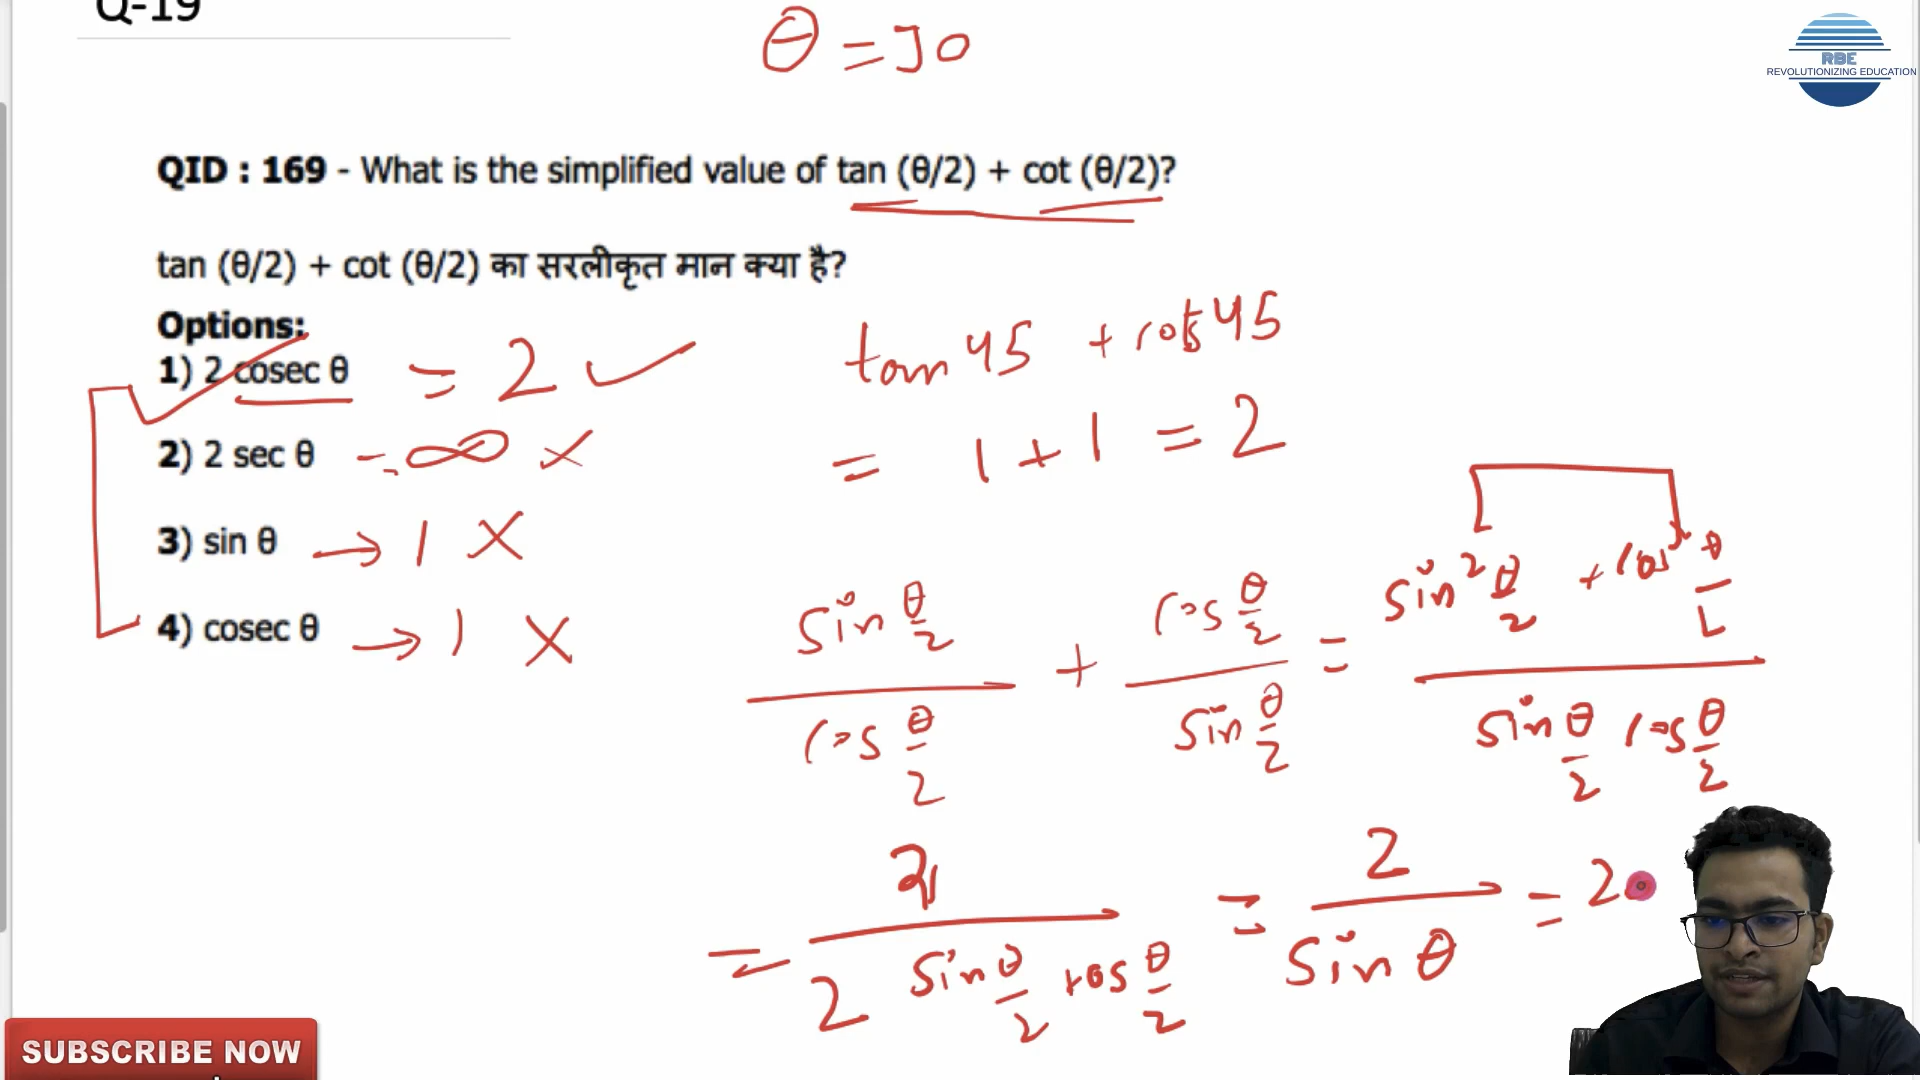 Q-19
θ = 90
RBE
REVOLUTIONIZING EDUCATION
QID : 169 - What is the simplified value of tan (θ/2) + cot (θ/2)?
tan (θ/2) + cot (θ/2) का सरलीकृत मान क्या है?
Options:
1) 2 cosec θ = 2 ✓
2) 2 sec θ - ∞ ×
3) sin θ → 1 ×
4) cosec θ → 1 ×
tan 45 + cot 45
= 1 + 1 = 2
sin θ/2 / cos θ/2 + cos θ/2 / sin θ/2 = sin² θ/2 + cos² θ/2 / sin θ/2 cos θ/2
= 2 / 2 sin θ/2 cos θ/2 = 2 / sin θ = 2
SUBSCRIBE NOW